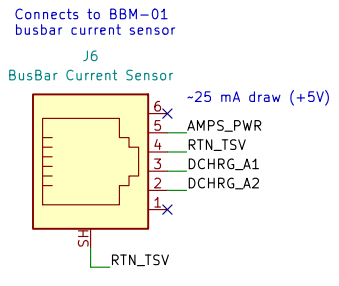 Connects to BBM-01
busbar current sensor
J6
BusBar Current Sensor
~25 mA draw (+5V)
6
5 AMPS_PWR
4 RTN_TSV
3 DCHRG_A1
2 DCHRG_A2
1
SH
RTN_TSV